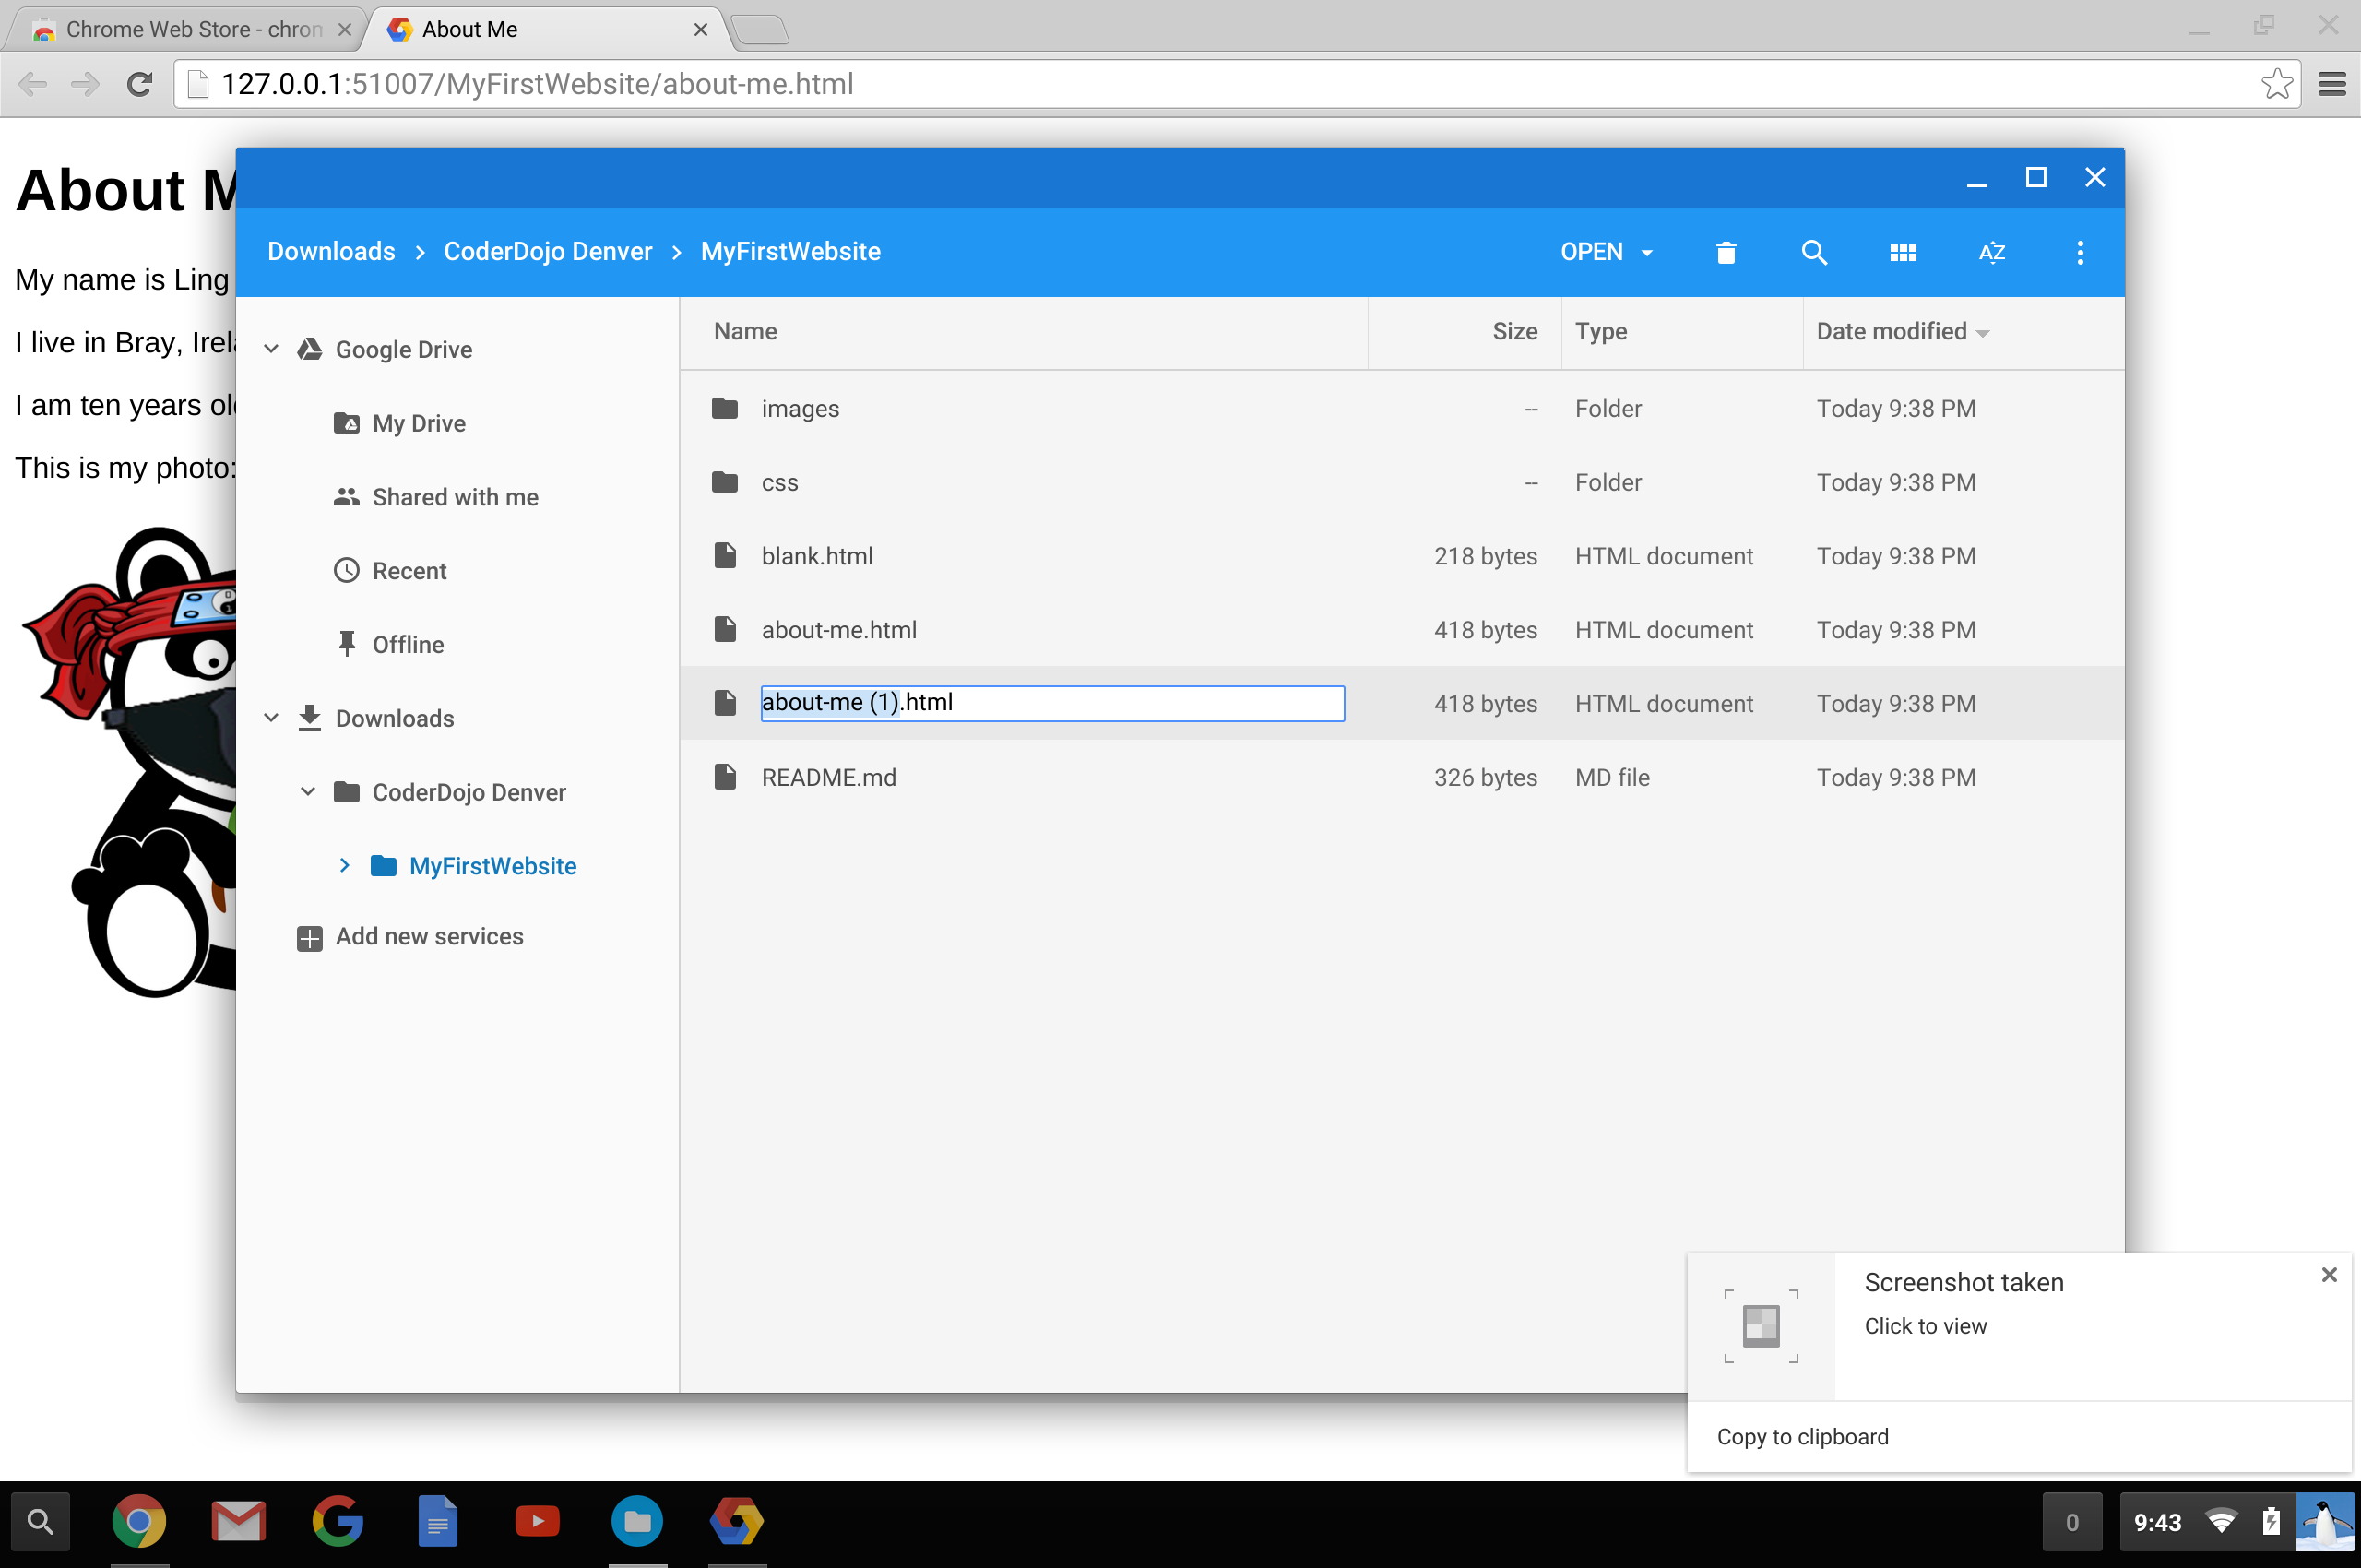 Chrome Web Store - chron
About Me
127.0.0.1:51007/MyFirstWebsite/about-me.html
About M
My name is Ling
I live in Bray, Irela
I am ten years old
This is my photo:
Downloads > CoderDojo Denver > MyFirstWebsite
OPEN
AZ
Google Drive
My Drive
Shared with me
Recent
Offline
Downloads
CoderDojo Denver
MyFirstWebsite
Add new services
Name Size Type Date modified
images -- Folder Today 9:38 PM
css -- Folder Today 9:38 PM
blank.html 218 bytes HTML document Today 9:38 PM
about-me.html 418 bytes HTML document Today 9:38 PM
about-me (1).html 418 bytes HTML document Today 9:38 PM
README.md 326 bytes MD file Today 9:38 PM
Screenshot taken
Click to view
Copy to clipboard
0
9:43